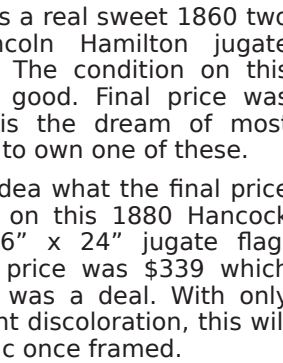 s a real sweet 1860 two
ncoln Hamilton jugate
The condition on this
good. Final price was
is the dream of most
to own one of these.
dea what the final price
on this 1880 Hancock
6” x 24” jugate flag
price was $339 which
was a deal. With only
nt discoloration, this wil
c once framed.